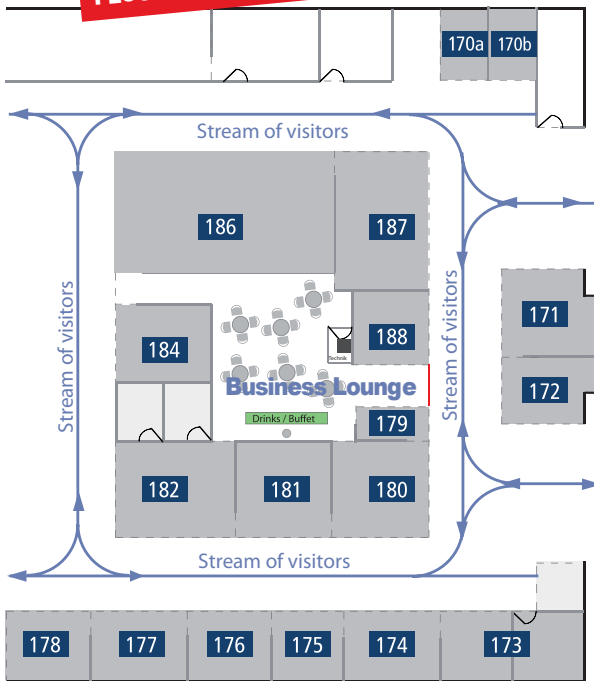 170a 170b
Stream of visitors
186 187
171
188
184
Technik
Stream of visitors
Stream of visitors
Business Lounge
172
Drinks / Buffet
179
182 181 180
Stream of visitors
178 177 176 175 174 173